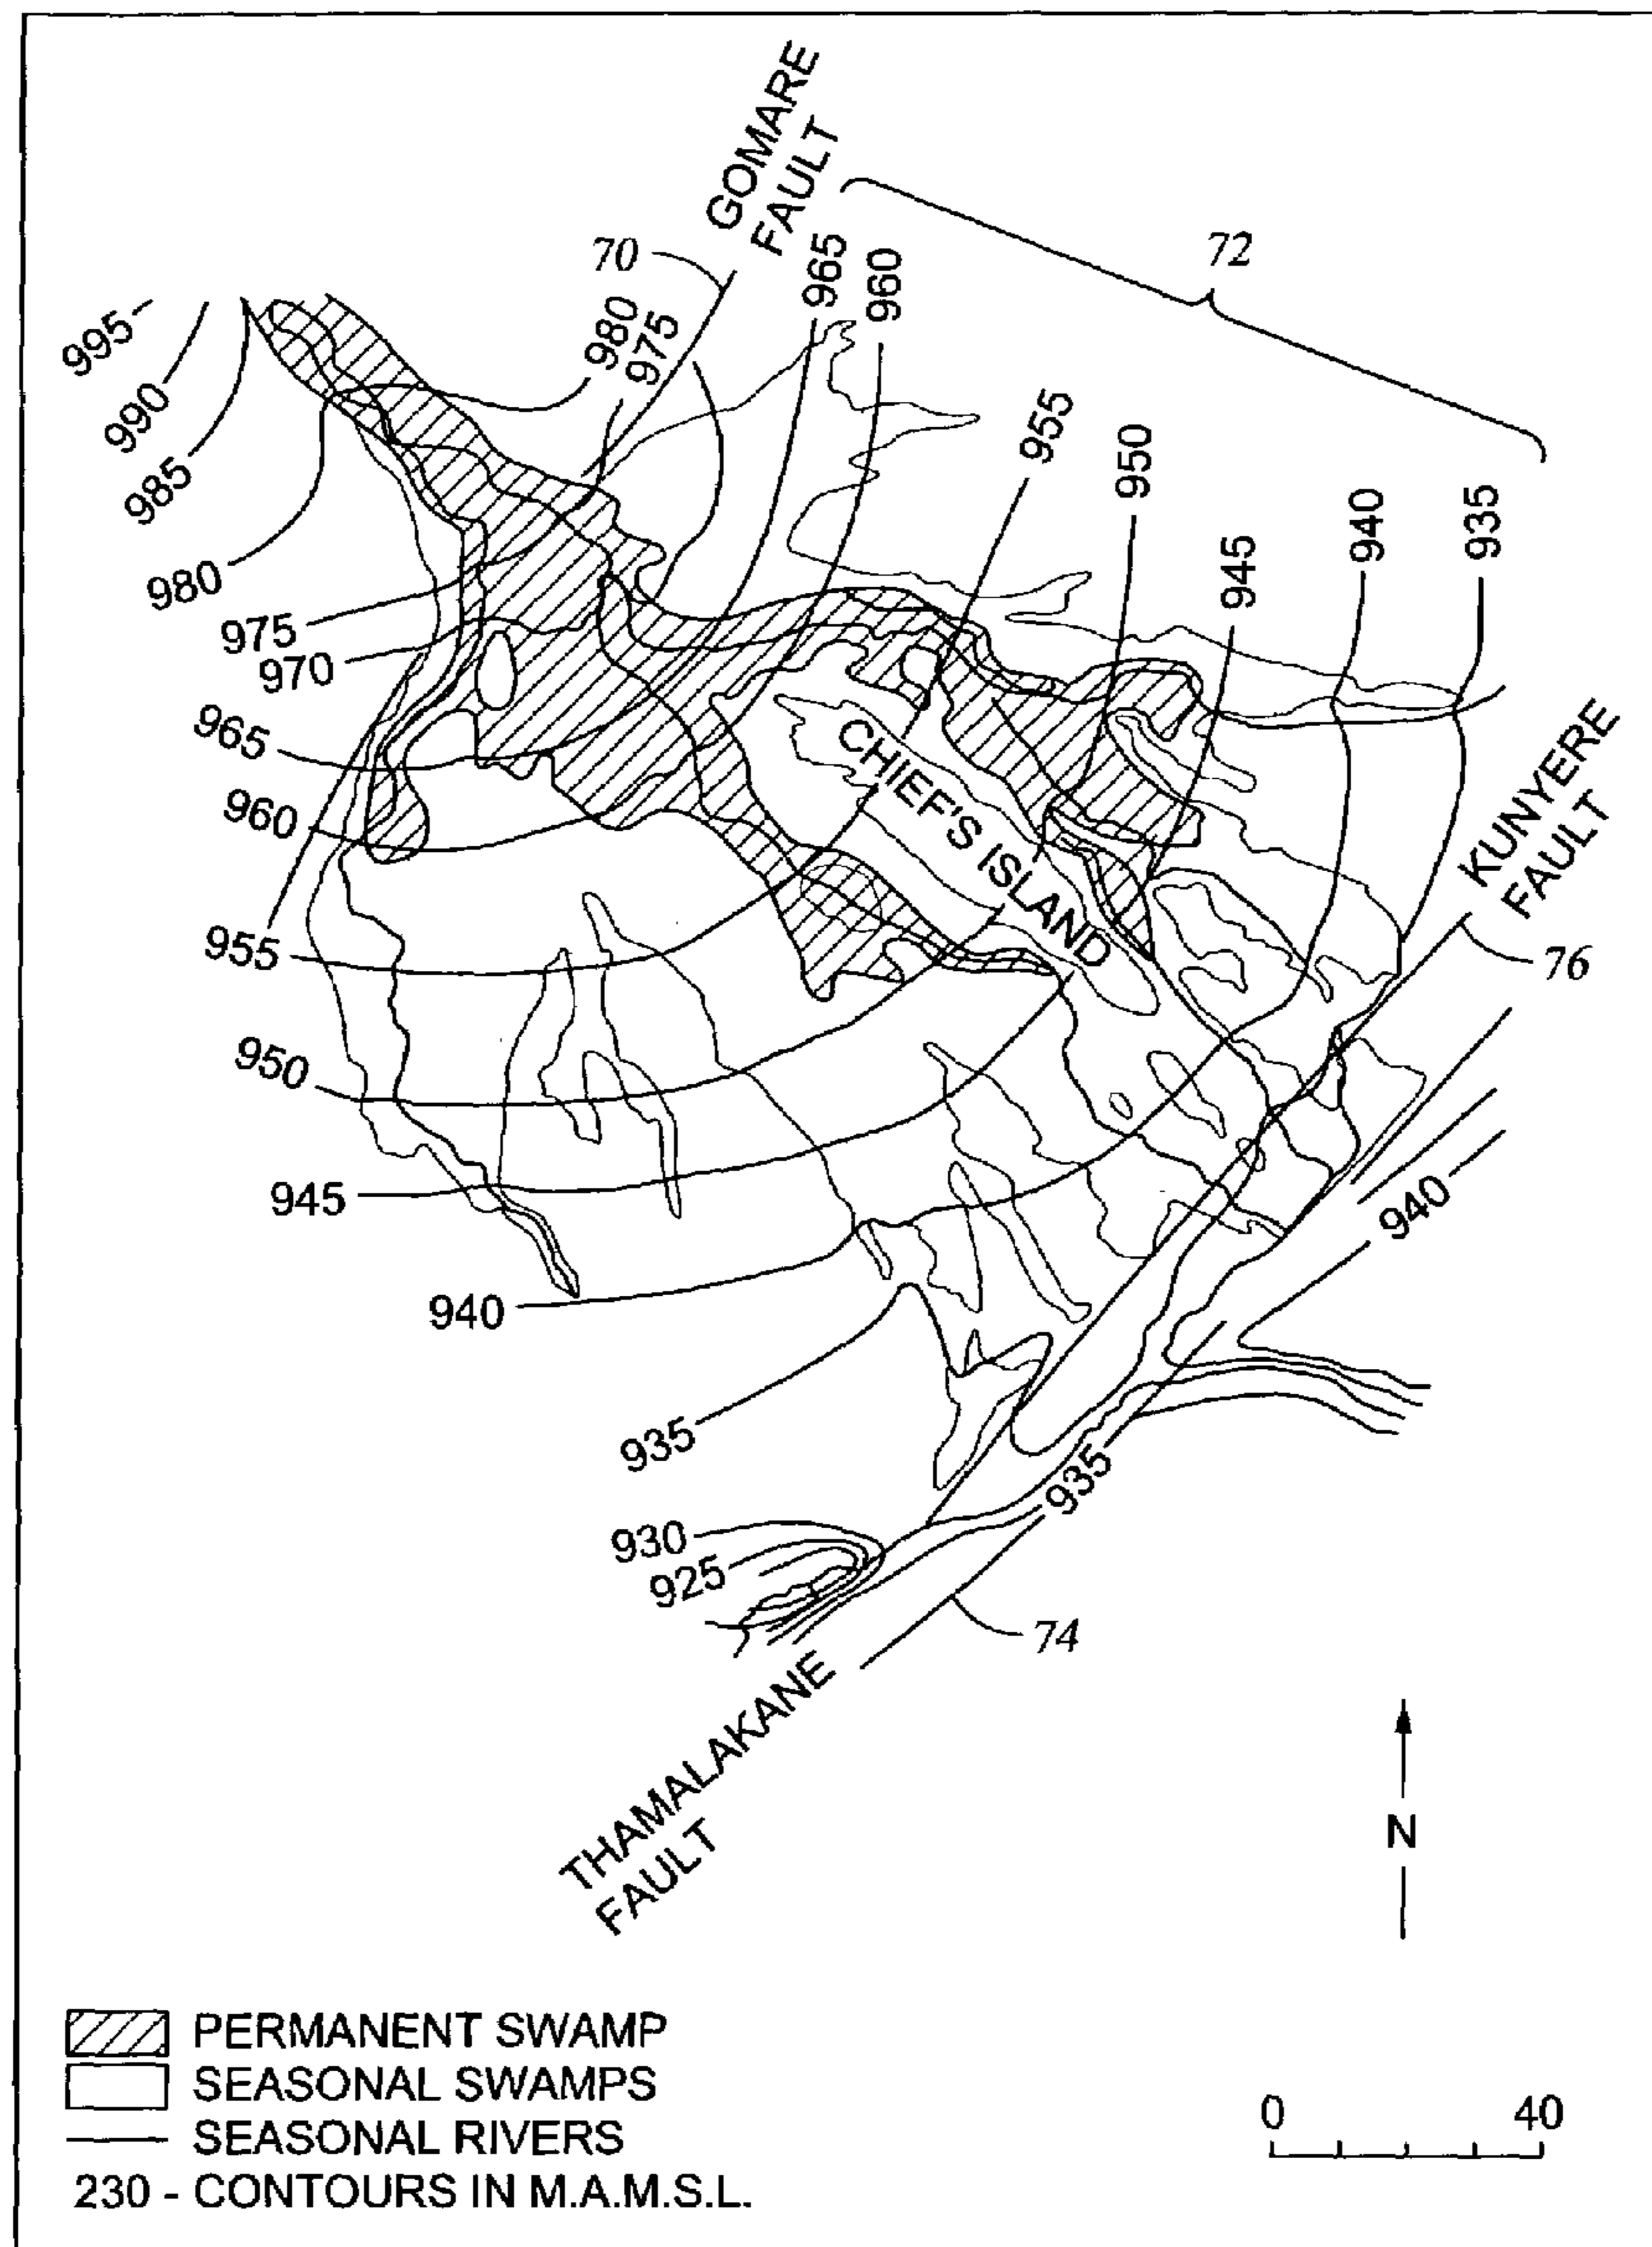 GOMARE
FAULT
70
72
965
960
980
975
995
990
985
955
950
980
945
940
935
975
970
965
CHIEF'S ISLAND
KUNYERE
FAULT
960
955
76
950
945
940
940
935
935
930
925
74
THAMALAKANE
FAULT
N
PERMANENT SWAMP
SEASONAL SWAMPS
SEASONAL RIVERS
230 - CONTOURS IN M.A.M.S.L.
0 40